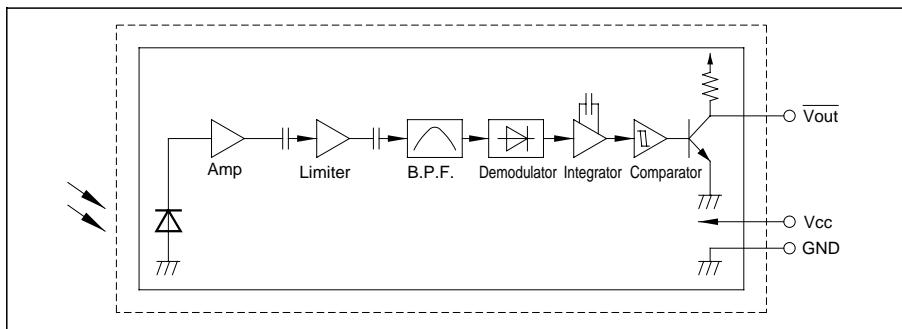 Amp
Limiter
B.P.F.
Demodulator
Integrator
Comparator
Vout
Vcc
GND